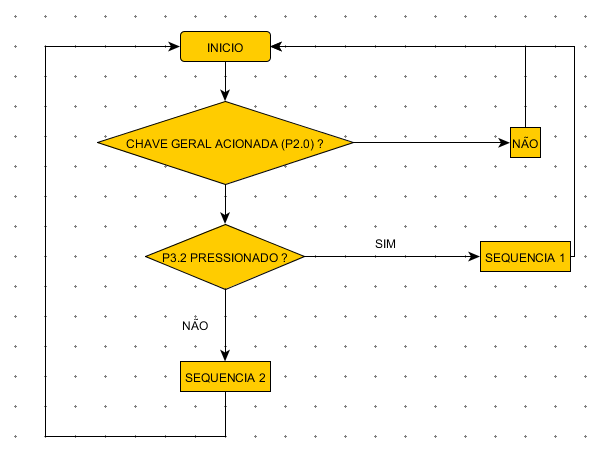 INICIO
CHAVE GERAL ACIONADA (P2.0) ?
NÃO
SIM
P3.2 PRESSIONADO ?
SEQUENCIA 1
NÃO
SEQUENCIA 2